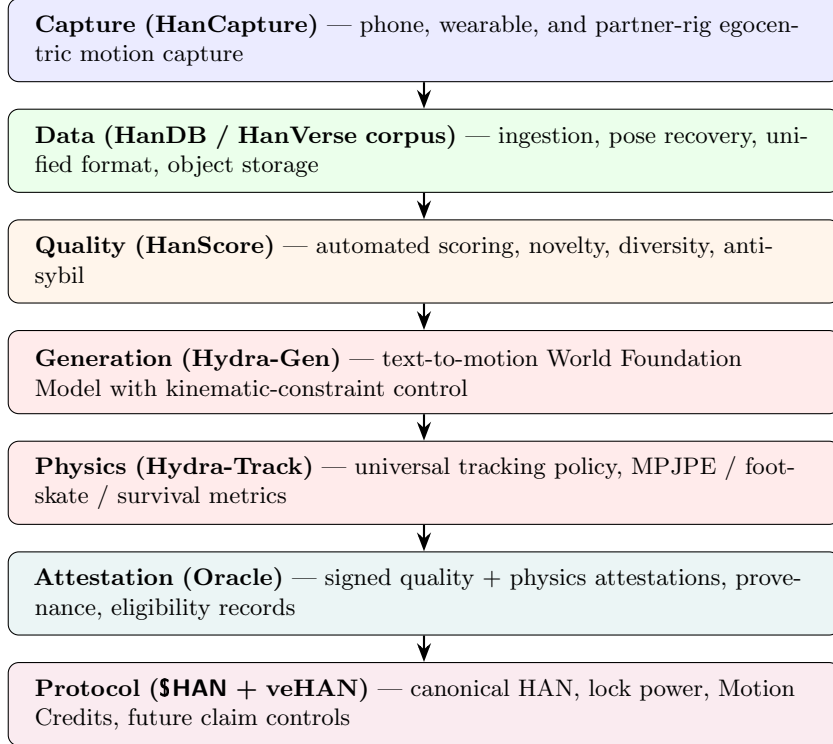 Capture (HanCapture) — phone, wearable, and partner-rig egocen-
tric motion capture
Data (HanDB / HanVerse corpus) — ingestion, pose recovery, uni-
fied format, object storage
Quality (HanScore) — automated scoring, novelty, diversity, anti-
sybil
Generation (Hydra-Gen) — text-to-motion World Foundation
Model with kinematic-constraint control
Physics (Hydra-Track) — universal tracking policy, MPJPE / foot-
skate / survival metrics
Attestation (Oracle) — signed quality + physics attestations, prove-
nance, eligibility records
Protocol ($HAN + veHAN) — canonical HAN, lock power, Motion
Credits, future claim controls